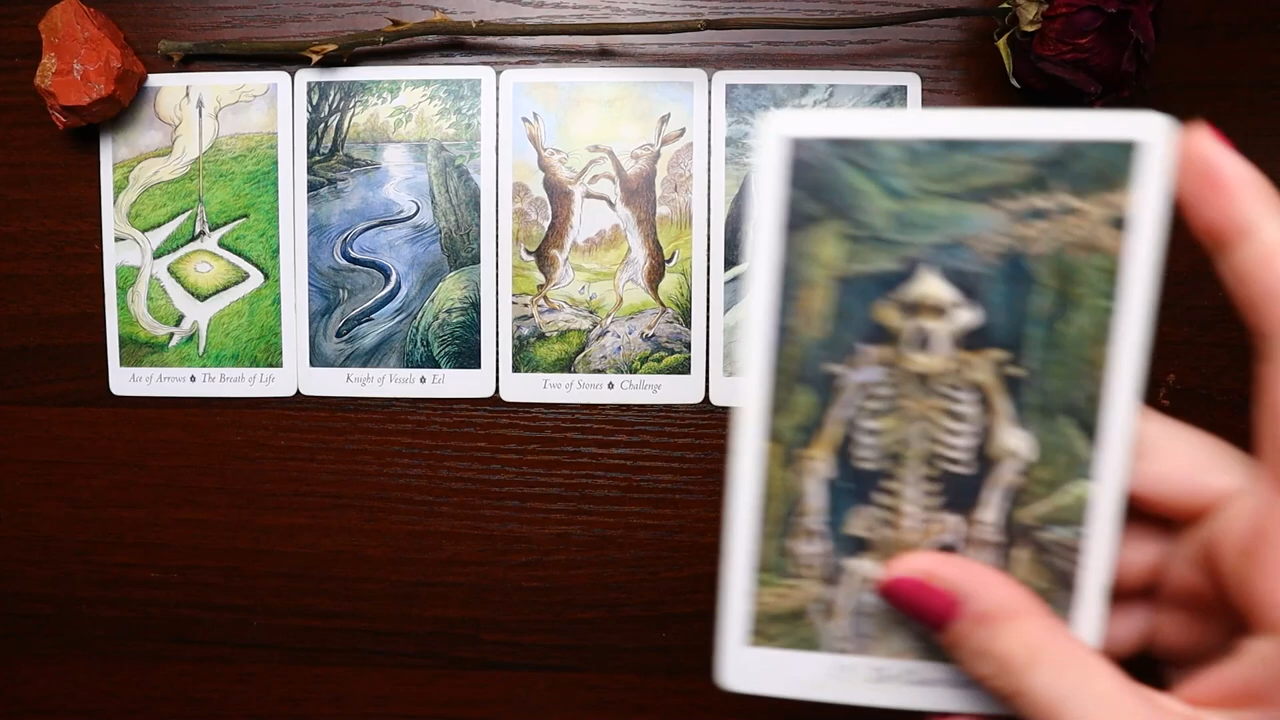 Ace of Arrows ⧫ The Breath of Life
Knight of Vessels ⧫ Eel
Two of Stones ⧫ Challenge